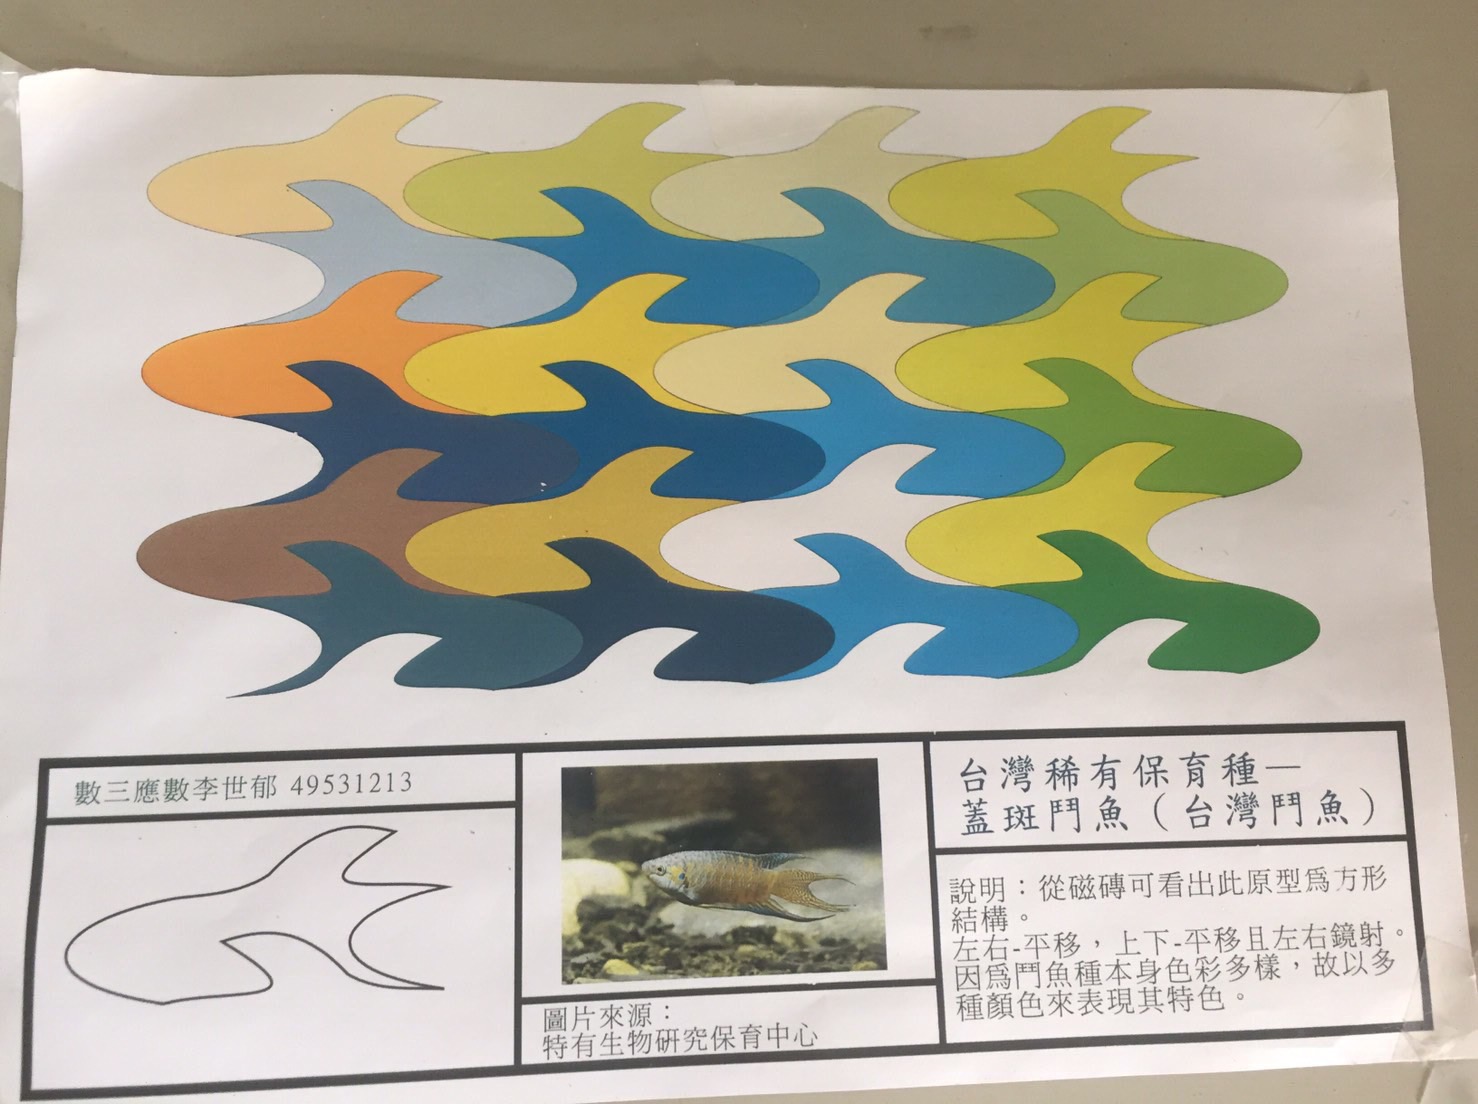 數三應數李世郁 49531213
圖片來源：
特有生物研究保育中心
台灣稀有保育種—
蓋斑鬥魚（台灣鬥魚）
說明：從磁磚可看出此原型為方形
結構。
左右-平移，上下-平移且左右鏡射。
因為鬥魚種本身色彩多樣，故以多
種顏色來表現其特色。